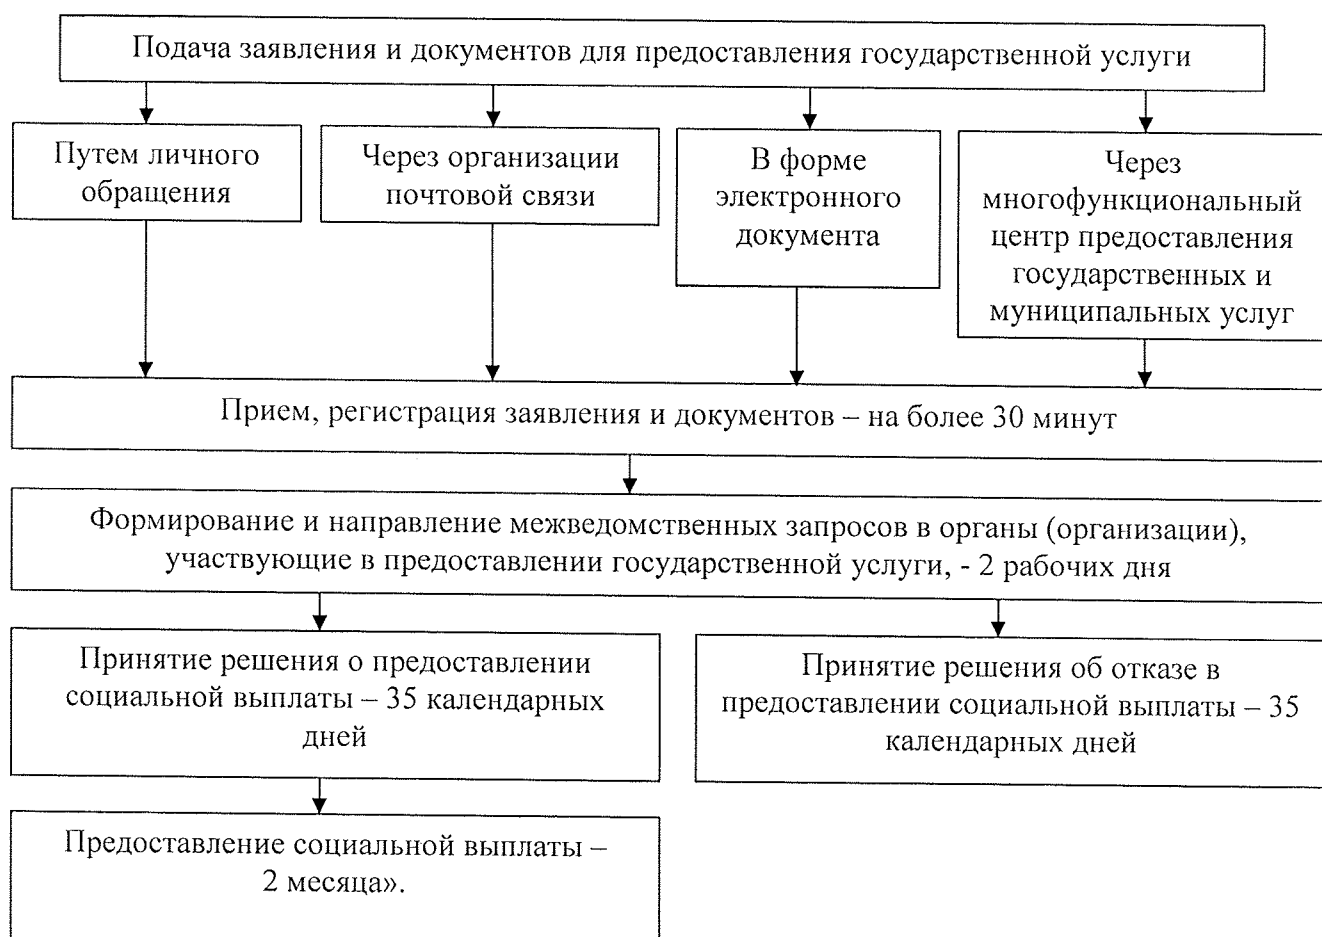 Подача заявления и документов для предоставления государственной услуги
Путем личного
обращения
Через организации
почтовой связи
В форме
электронного
документа
Через
многофункциональный
центр предоставления
государственных и
муниципальных услуг
Прием, регистрация заявления и документов – на более 30 минут
Формирование и направление межведомственных запросов в органы (организации),
участвующие в предоставлении государственной услуги, - 2 рабочих дня
Принятие решения о предоставлении
социальной выплаты – 35 календарных
дней
Принятие решения об отказе в
предоставлении социальной выплаты – 35
календарных дней
Предоставление социальной выплаты –
2 месяца».